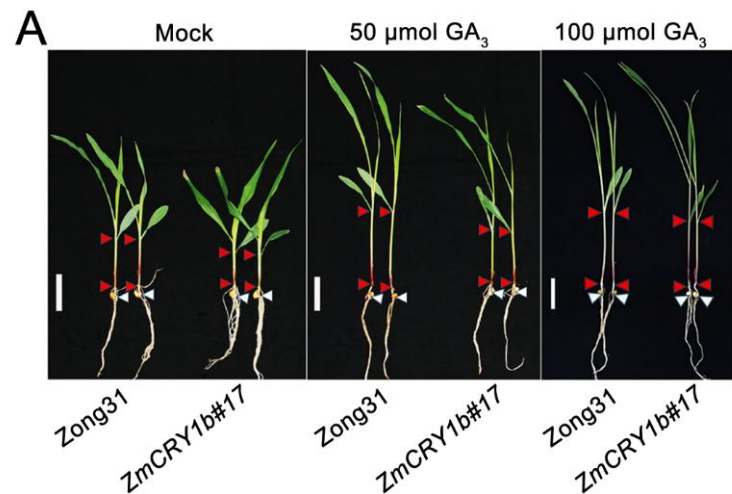 A
Mock
50 μmol GA₃
100 μmol GA₃
Zong31
ZmCRY1b#17
Zong31
ZmCRY1b#17
Zong31
ZmCRY1b#17